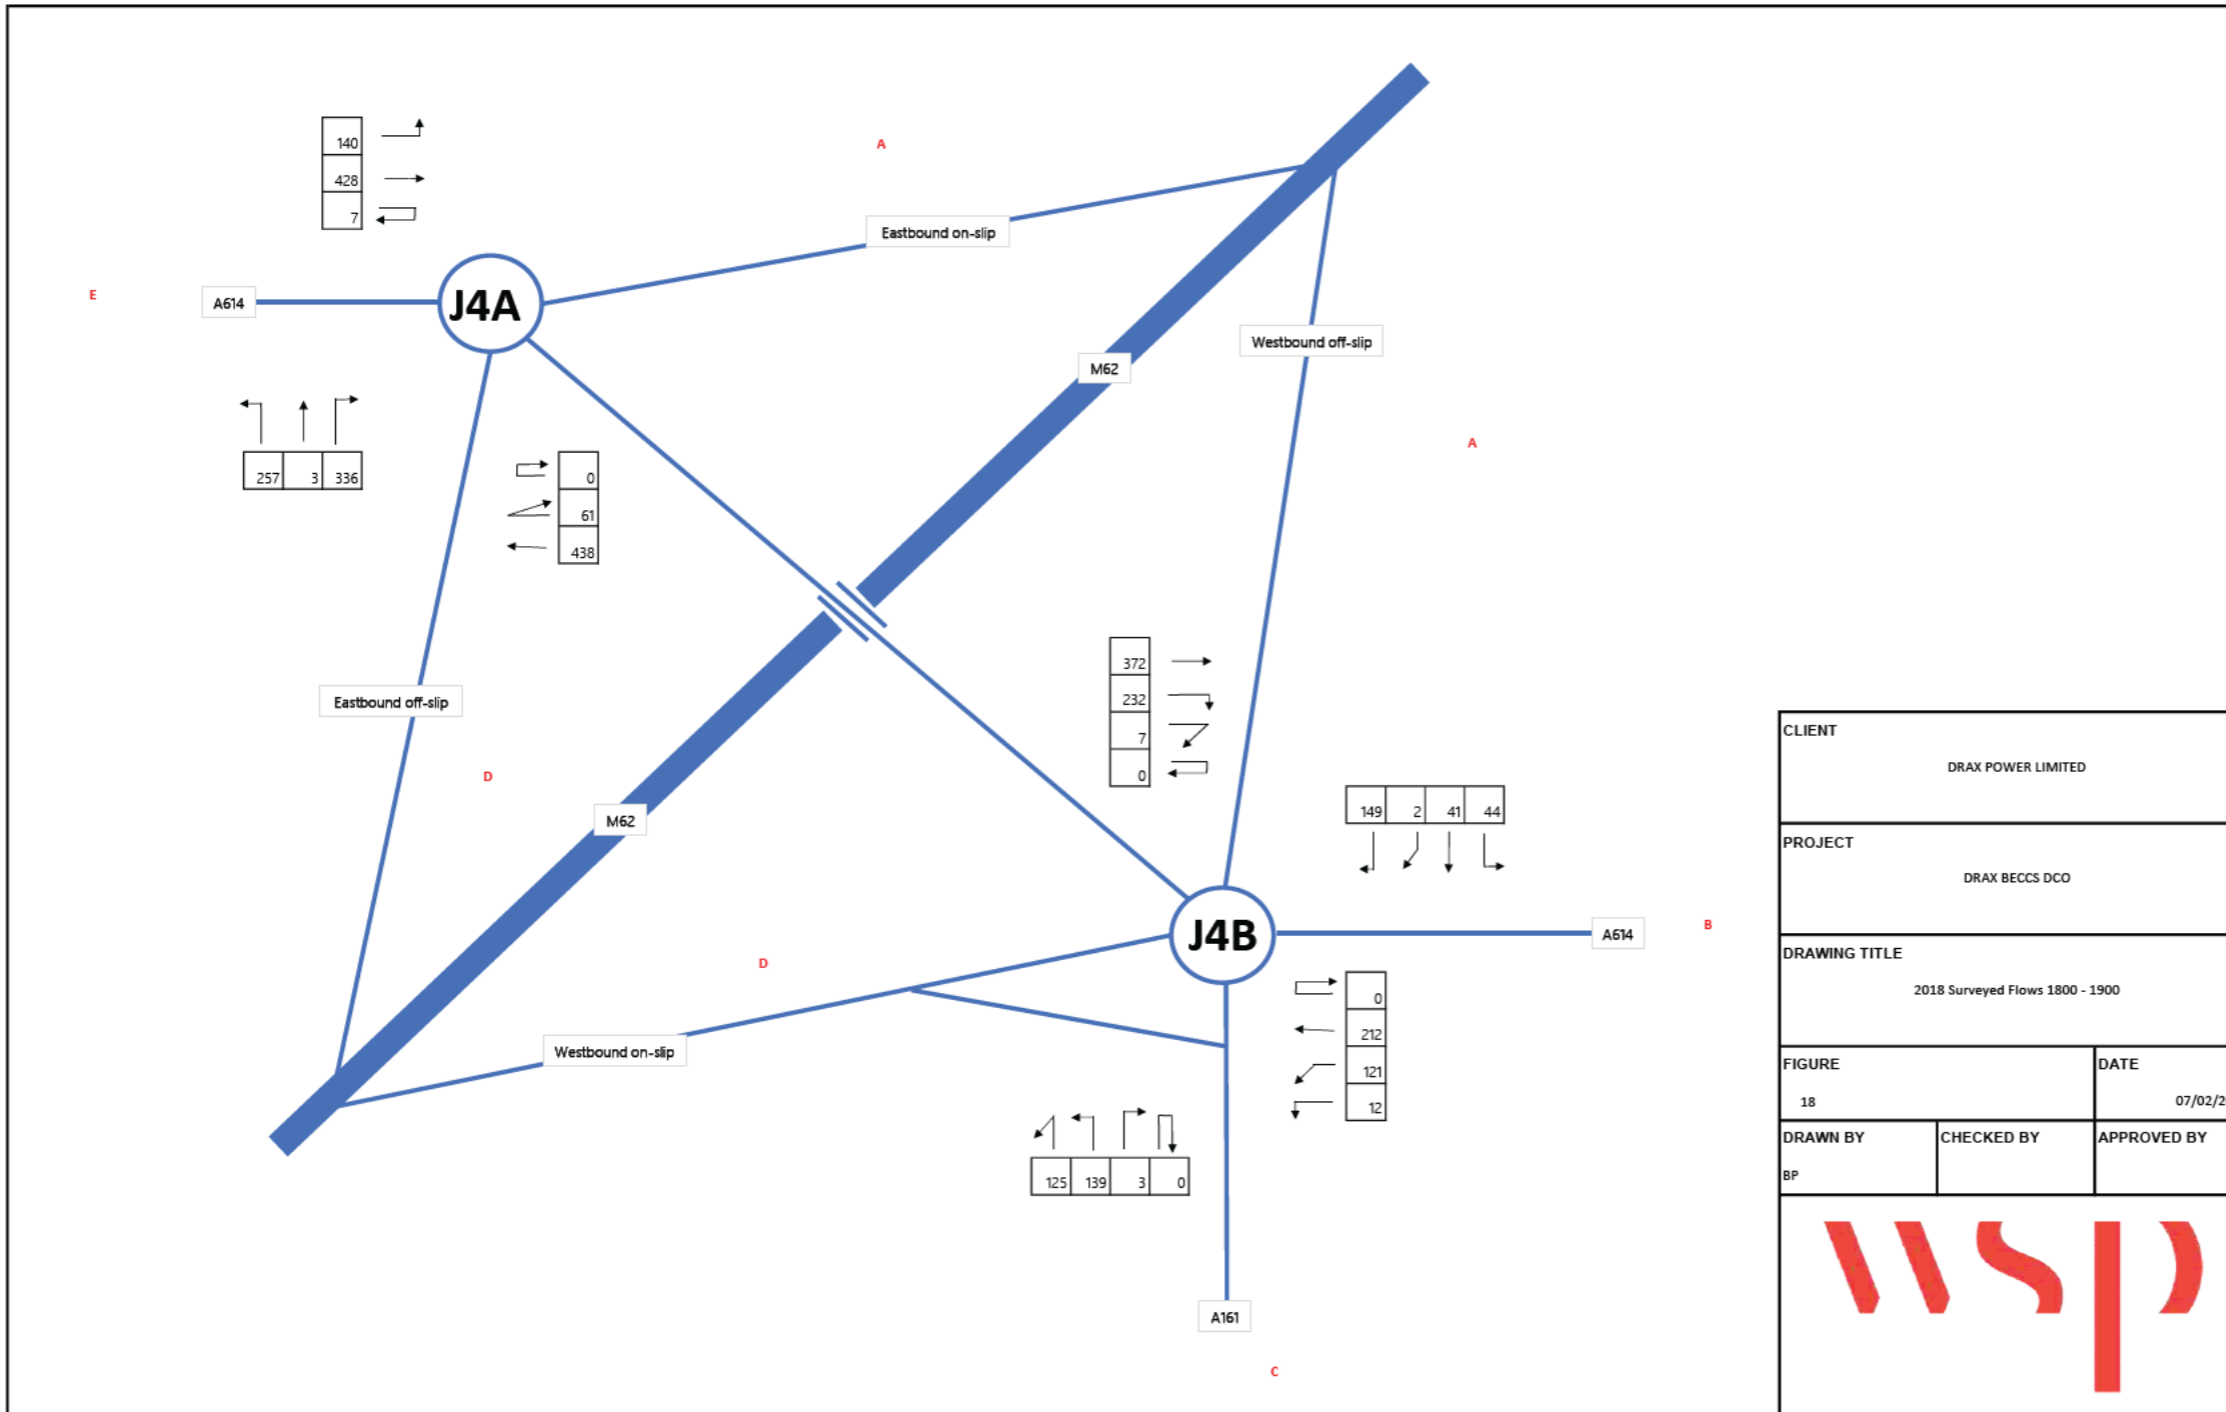 140
428
7
A
Eastbound on-slip
E
A614
J4A
Westbound off-slip
M62
A
257 3 336
0
61
438
372
232
7
0
Eastbound off-slip
D
M62
149 2 41 44
J4B
A614
B
D
Westbound on-slip
0
212
121
12
125 139 3 0
A161
C
CLIENT
DRAX POWER LIMITED
PROJECT
DRAX BECCS DCO
DRAWING TITLE
2018 Surveyed Flows 1800 - 1900
FIGURE
18
DATE
07/02/2
DRAWN BY
BP
CHECKED BY
APPROVED BY
wsp